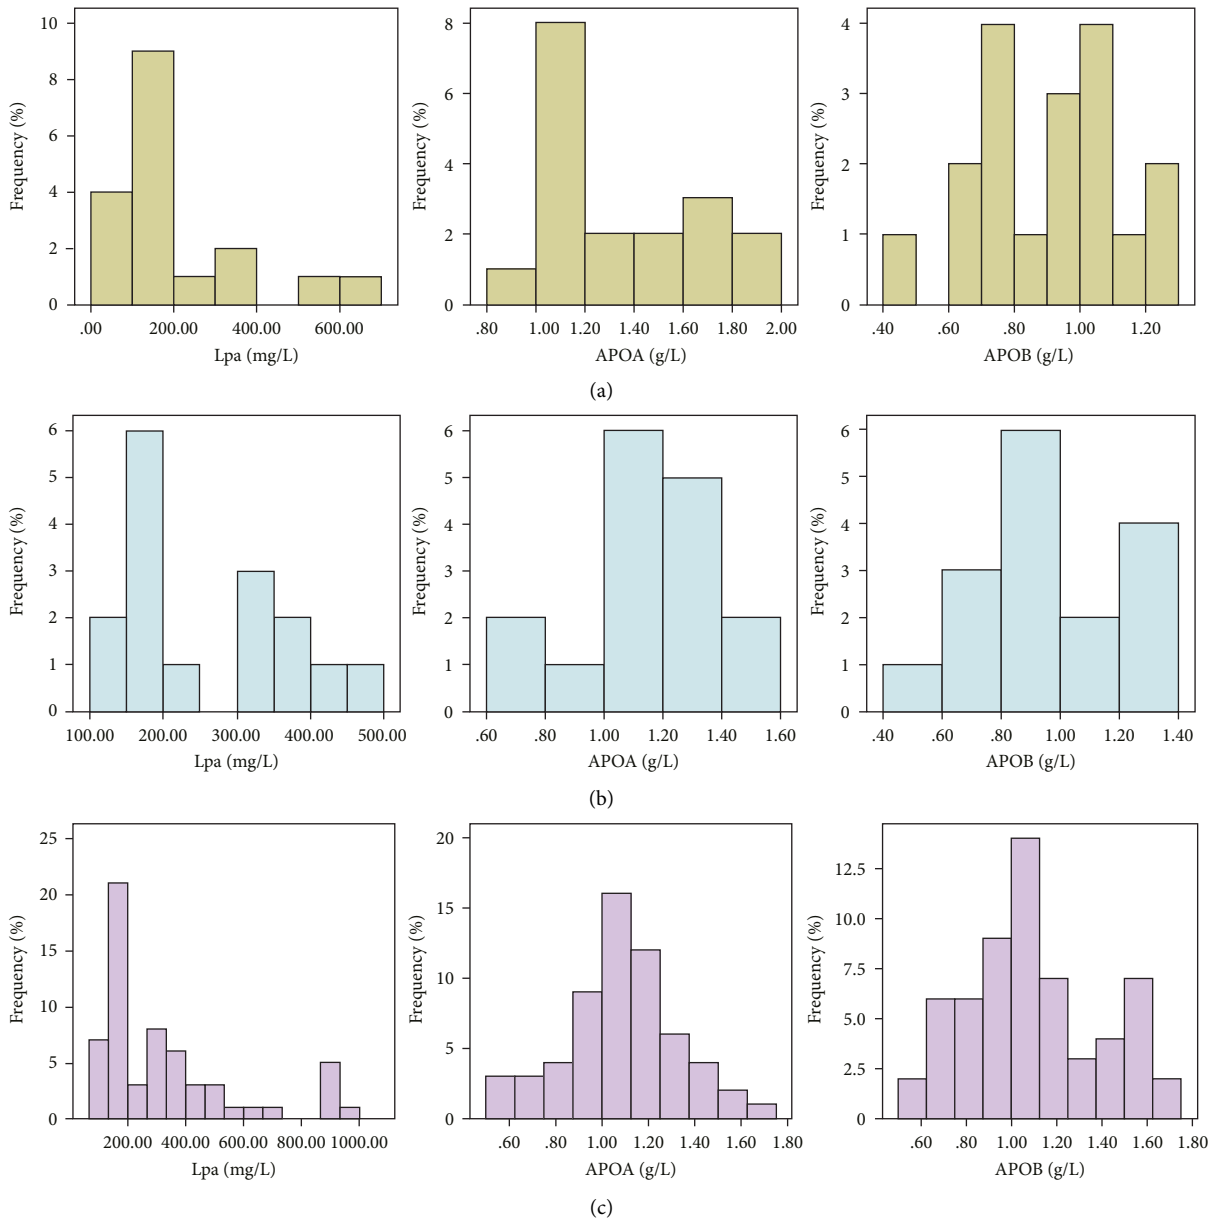 Frequency (%)
10
8
6
4
2
0
.00 200.00 400.00 600.00
Lpa (mg/L)
Frequency (%)
8
6
4
2
0
.80 1.00 1.20 1.40 1.60 1.80 2.00
APOA (g/L)
Frequency (%)
4
3
2
1
0
.40 .60 .80 1.00 1.20
APOB (g/L)
(a)
Frequency (%)
6
5
4
3
2
1
0
100.00 200.00 300.00 400.00 500.00
Lpa (mg/L)
Frequency (%)
6
5
4
3
2
1
0
.60 .80 1.00 1.20 1.40 1.60
APOA (g/L)
Frequency (%)
6
5
4
3
2
1
0
.40 .60 .80 1.00 1.20 1.40
APOB (g/L)
(b)
Frequency (%)
25
20
15
10
5
0
200.00 400.00 600.00 800.00 1000.00
Lpa (mg/L)
Frequency (%)
20
15
10
5
0
.60 .80 1.00 1.20 1.40 1.60 1.80
APOA (g/L)
Frequency (%)
12.5
10.0
7.5
5.0
2.5
0
.60 .80 1.00 1.20 1.40 1.60 1.80
APOB (g/L)
(c)